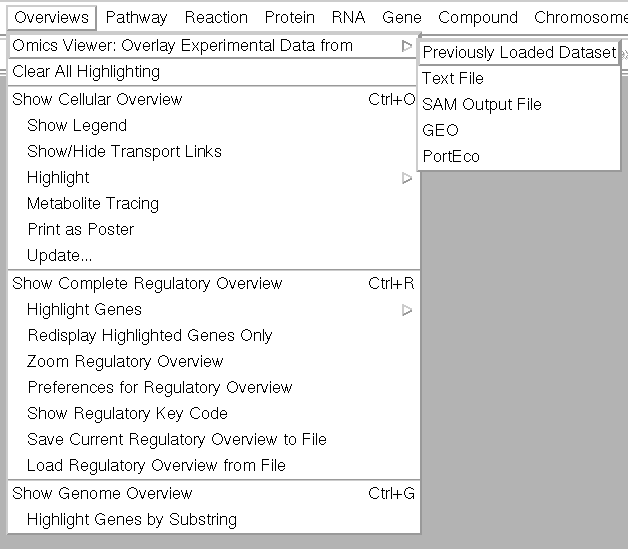 Overviews Pathway Reaction Protein RNA Gene Compound Chromosome
Omics Viewer: Overlay Experimental Data from
Previously Loaded Dataset
Text File
SAM Output File
GEO
PortEco
Clear All Highlighting
Show Cellular Overview Ctrl+O
Show Legend
Show/Hide Transport Links
Highlight
Metabolite Tracing
Print as Poster
Update...
Show Complete Regulatory Overview Ctrl+R
Highlight Genes
Redisplay Highlighted Genes Only
Zoom Regulatory Overview
Preferences for Regulatory Overview
Show Regulatory Key Code
Save Current Regulatory Overview to File
Load Regulatory Overview from File
Show Genome Overview Ctrl+G
Highlight Genes by Substring